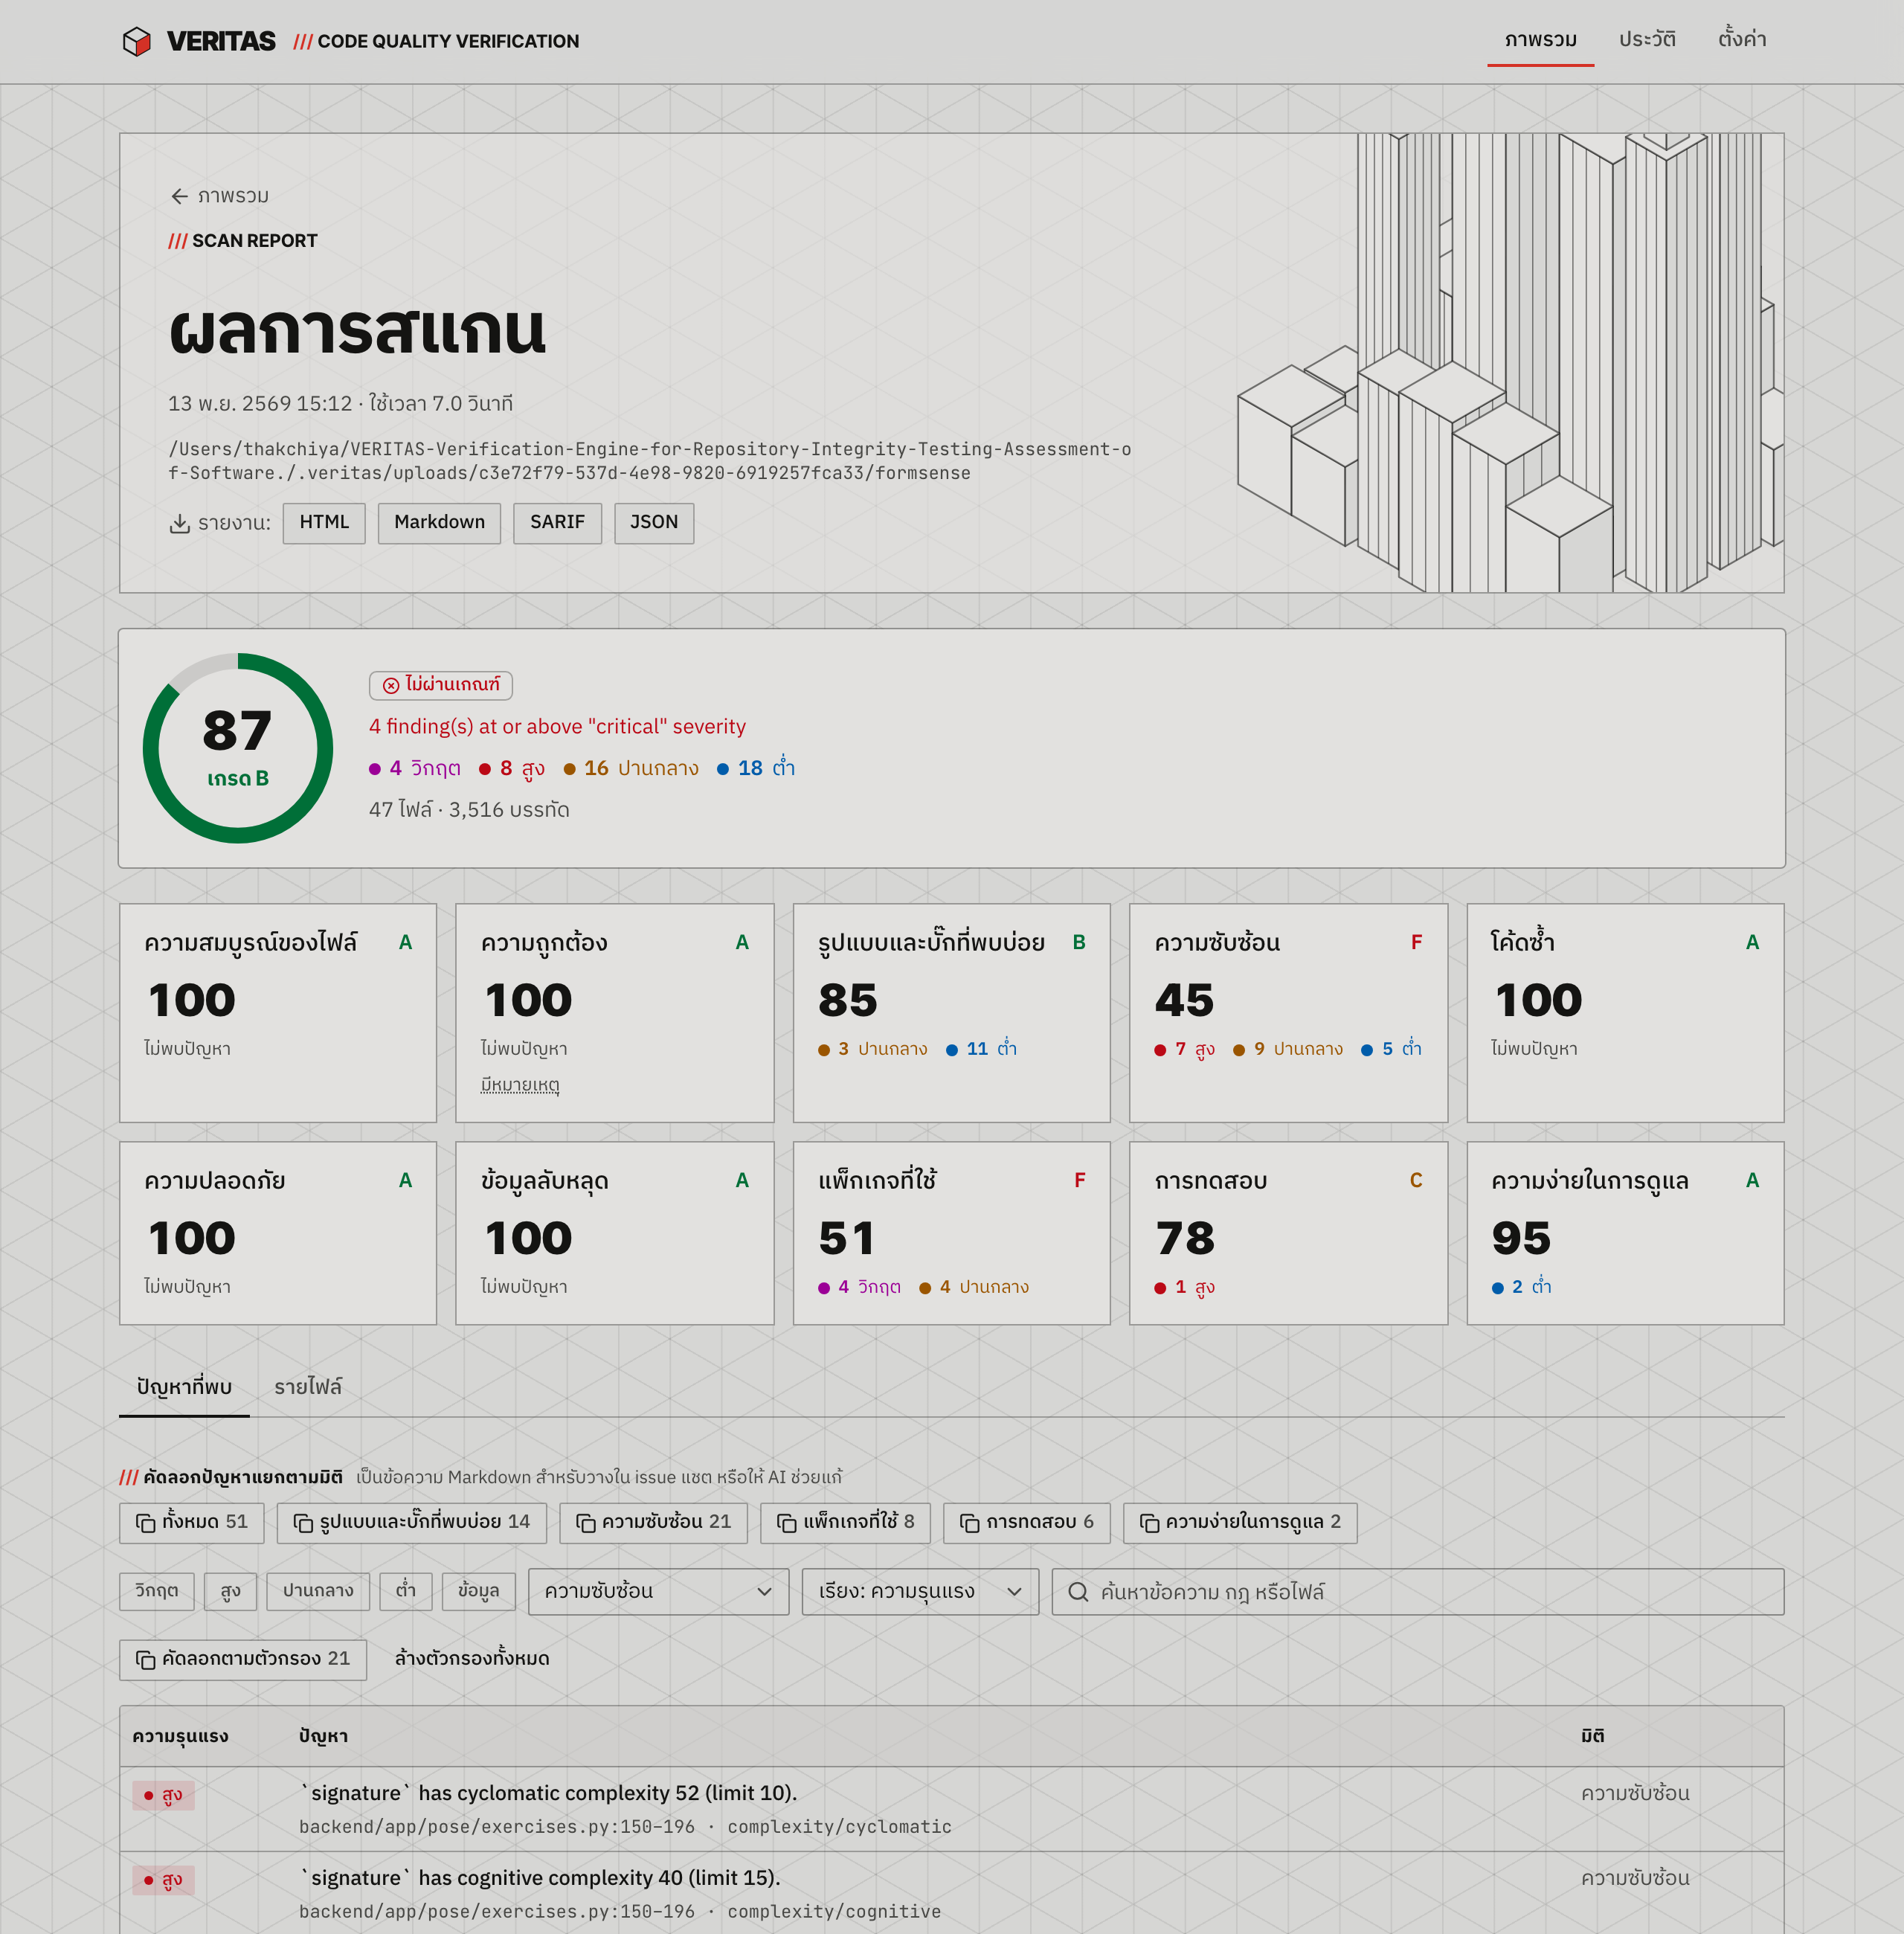 VERITAS /// CODE QUALITY VERIFICATION
ภาพรวม ประวัติ ตั้งค่า
← ภาพรวม
/// SCAN REPORT
ผลการสแกน
13 พ.ย. 2569 15:12 · ใช้เวลา 7.0 วินาที
/Users/thakchiya/VERITAS-Verification-Engine-for-Repository-Integrity-Testing-Assessment-o
f-Software./.veritas/uploads/c3e72f79-537d-4e98-9820-6919257fca33/formsense
รายงาน: HTML Markdown SARIF JSON
87
เกรด B
ไม่ผ่านเกณฑ์
4 finding(s) at or above "critical" severity
4 วิกฤต 8 สูง 16 ปานกลาง 18 ต่ำ
47 ไฟล์ · 3,516 บรรทัด
ความสมบูรณ์ของไฟล์ A
100
ไม่พบปัญหา
ความถูกต้อง A
100
ไม่พบปัญหา
มีหมายเหตุ
รูปแบบและบั๊กที่พบบ่อย B
85
3 ปานกลาง 11 ต่ำ
ความซับซ้อน F
45
7 สูง 9 ปานกลาง 5 ต่ำ
โค้ดซ้ำ A
100
ไม่พบปัญหา
ความปลอดภัย A
100
ไม่พบปัญหา
ข้อมูลลับหลุด A
100
ไม่พบปัญหา
แพ็กเกจที่ใช้ F
51
4 วิกฤต 4 ปานกลาง
การทดสอบ C
78
1 สูง
ความง่ายในการดูแล A
95
2 ต่ำ
ปัญหาที่พบ รายไฟล์
/// คัดลอกปัญหาแยกตามมิติ เป็นข้อความ Markdown สำหรับวางใน issue แชต หรือให้ AI ช่วยแก้
ทั้งหมด 51 รูปแบบและบั๊กที่พบบ่อย 14 ความซับซ้อน 21 แพ็กเกจที่ใช้ 8 การทดสอบ 6 ความง่ายในการดูแล 2
วิกฤต สูง ปานกลาง ต่ำ ข้อมูล ความซับซ้อน เรียง: ความรุนแรง ค้นหาข้อความ กฎ หรือไฟล์
คัดลอกตามตัวกรอง 21 ล้างตัวกรองทั้งหมด
ความรุนแรง ปัญหา มิติ
สูง `signature` has cyclomatic complexity 52 (limit 10). ความซับซ้อน
backend/app/pose/exercises.py:150–196 · complexity/cyclomatic
สูง `signature` has cognitive complexity 40 (limit 15). ความซับซ้อน
backend/app/pose/exercises.py:150–196 · complexity/cognitive